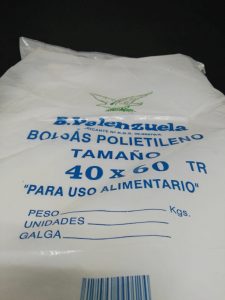 B. Valenzuela
BOLSAS POLIETILENO
TAMAÑO
40 x 60 TR
"PARA USO ALIMENTARIO"
PESO Kgs.
UNIDADES
GALGA